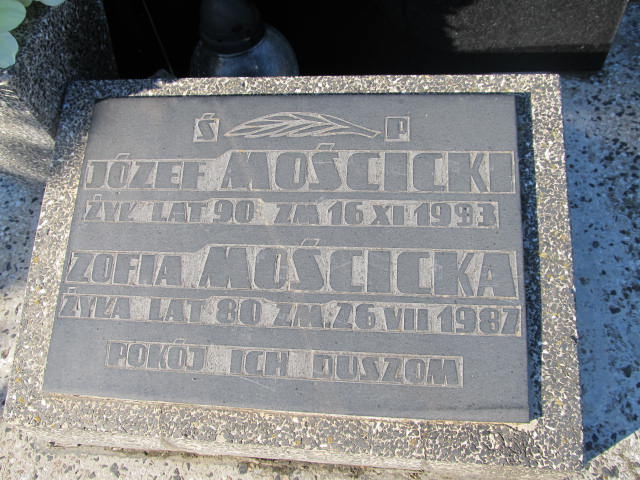 Ś P
JÓZEF MOŚCICKI
ŻYŁ LAT 90 ZM 16 XI 1983
ZOFIA MOŚCICKA
ŻYŁA LAT 80 ZM. 26 VII 1987
POKÓJ ICH DUSZOM